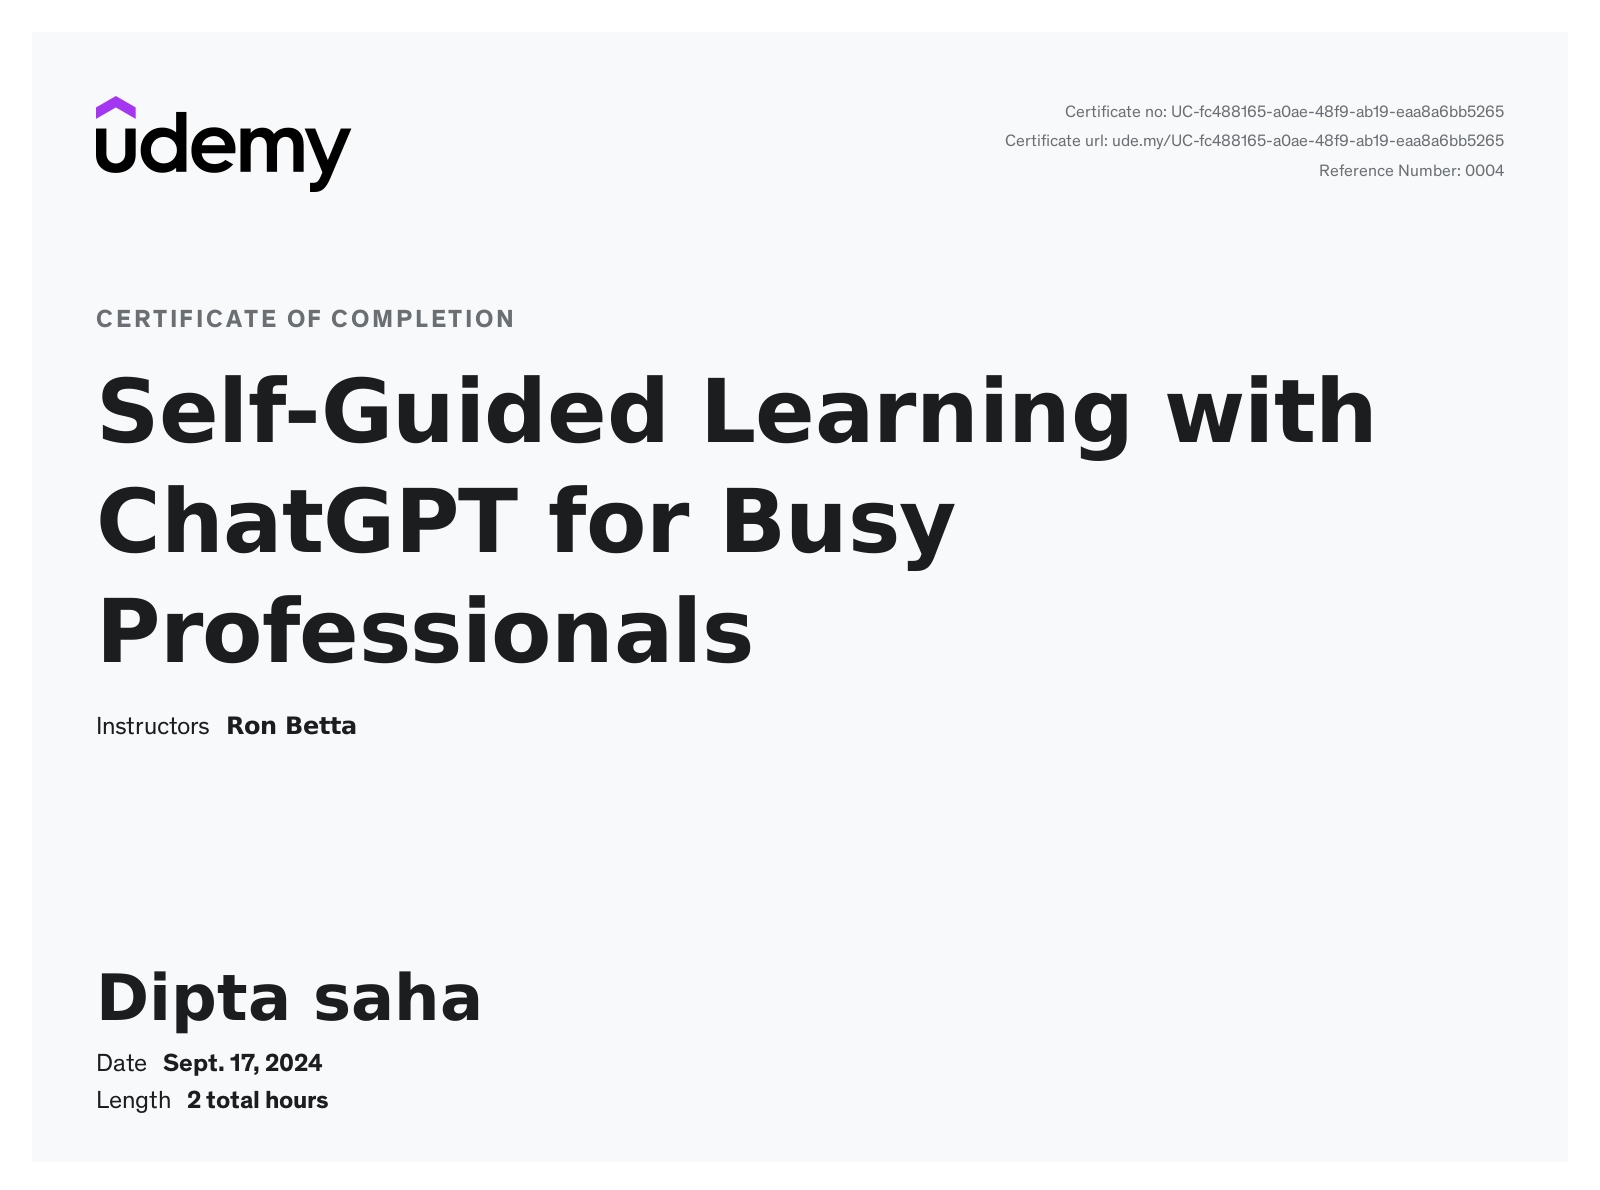 udemy
Certificate no: UC-fc488165-a0ae-48f9-ab19-eaa8a6bb5265
Certificate url: ude.my/UC-fc488165-a0ae-48f9-ab19-eaa8a6bb5265
Reference Number: 0004
CERTIFICATE OF COMPLETION
Self-Guided Learning with
ChatGPT for Busy
Professionals
Instructors Ron Betta
Dipta saha
Date Sept. 17, 2024
Length 2 total hours